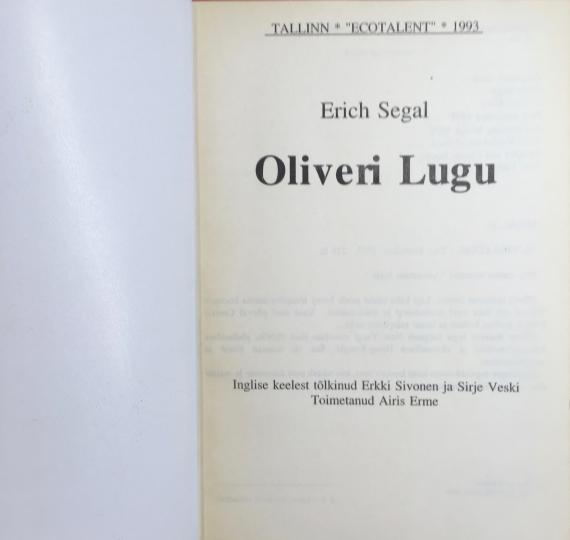 TALLINN * "ECOTALENT" * 1993
Erich Segal
Oliveri Lugu
Inglise keelest tõlkinud Erkki Sivonen ja Sirje Veski
Toimetanud Airis Erme